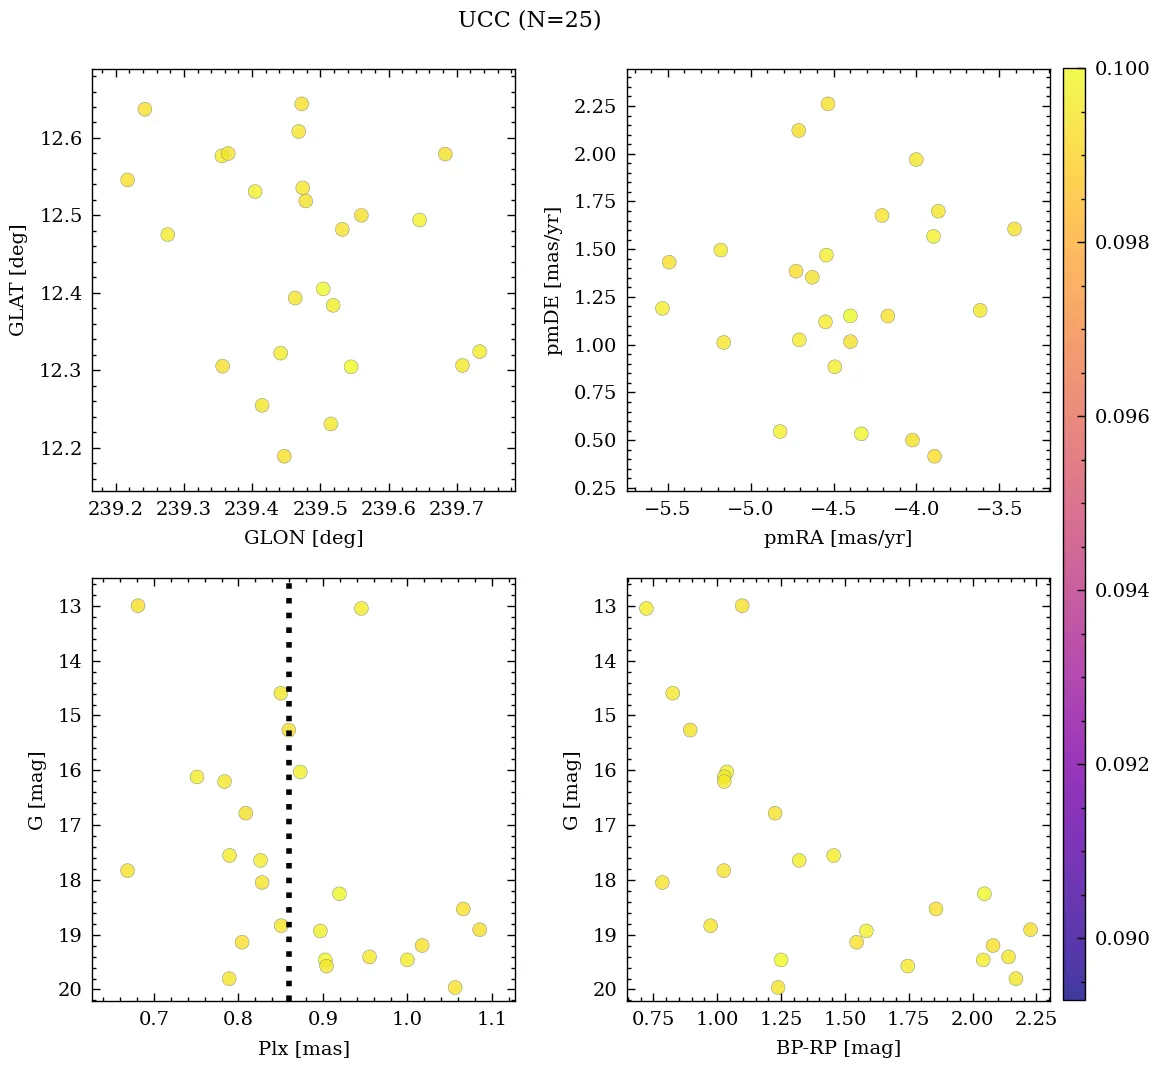 UCC (N=25)
GLAT [deg]
12.6
12.5
12.4
12.3
12.2
239.2 239.3 239.4 239.5 239.6 239.7
GLON [deg]
pmDE [mas/yr]
2.25
2.00
1.75
1.50
1.25
1.00
0.75
0.50
0.25
−5.5 −5.0 −4.5 −4.0 −3.5
pmRA [mas/yr]
0.100
0.098
0.096
0.094
0.092
0.090
G [mag]
13
14
15
16
17
18
19
20
0.7 0.8 0.9 1.0 1.1
Plx [mas]
G [mag]
13
14
15
16
17
18
19
20
0.75 1.00 1.25 1.50 1.75 2.00 2.25
BP-RP [mag]